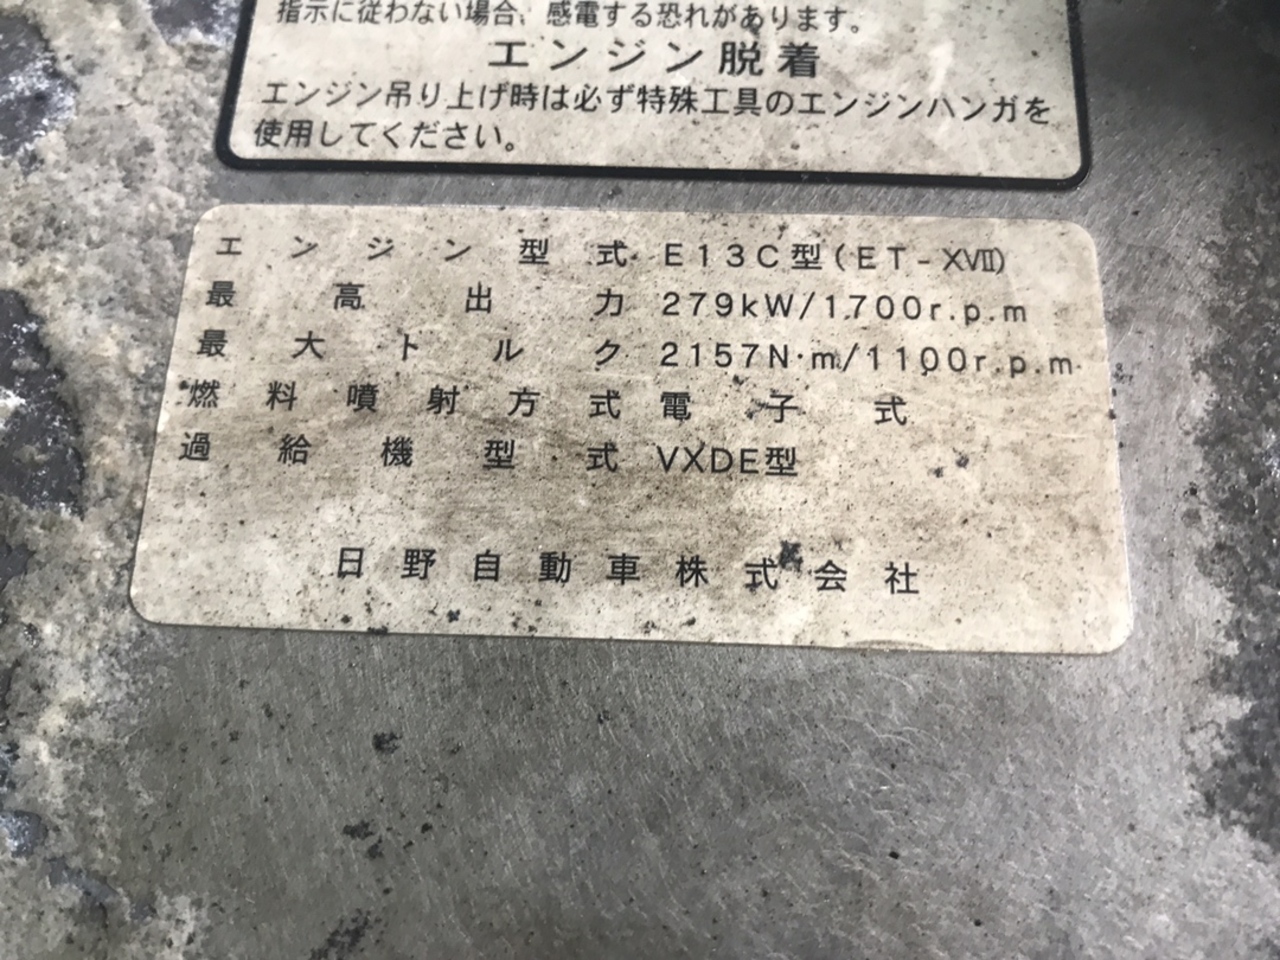 指示に従わない場合、感電する恐れがあります。
エンジン脱着
エンジン吊り上げ時は必ず特殊工具のエンジンハンガを
使用してください。
エンジン型式 E13C型(ET-XVII)
最高出力 279kW/1700r.p.m
最大トルク 2157N·m/1100r.p.m
燃料噴射方式 電子式
過給機型式 VXDE型
日野自動車株式会社